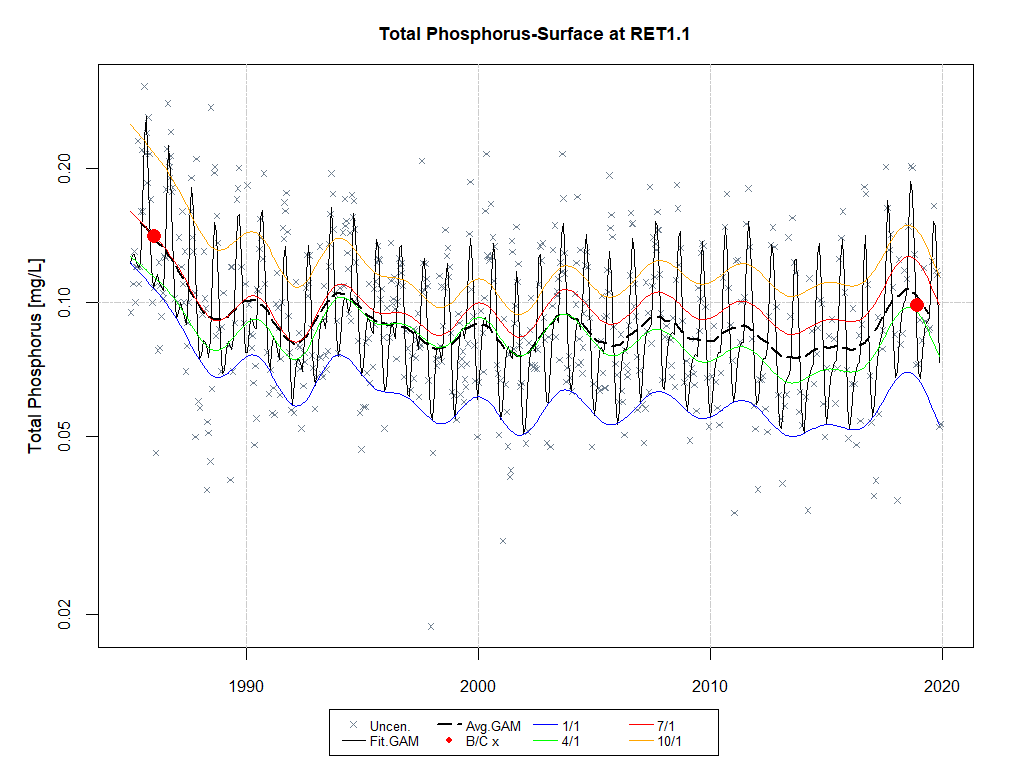 Total Phosphorus-Surface at RET1.1
Total Phosphorus [mg/L]
0.20
0.10
0.05
0.02
1990 2000 2010 2020
Uncen. Avg.GAM 1/1 7/1
Fit.GAM B/C x 4/1 10/1